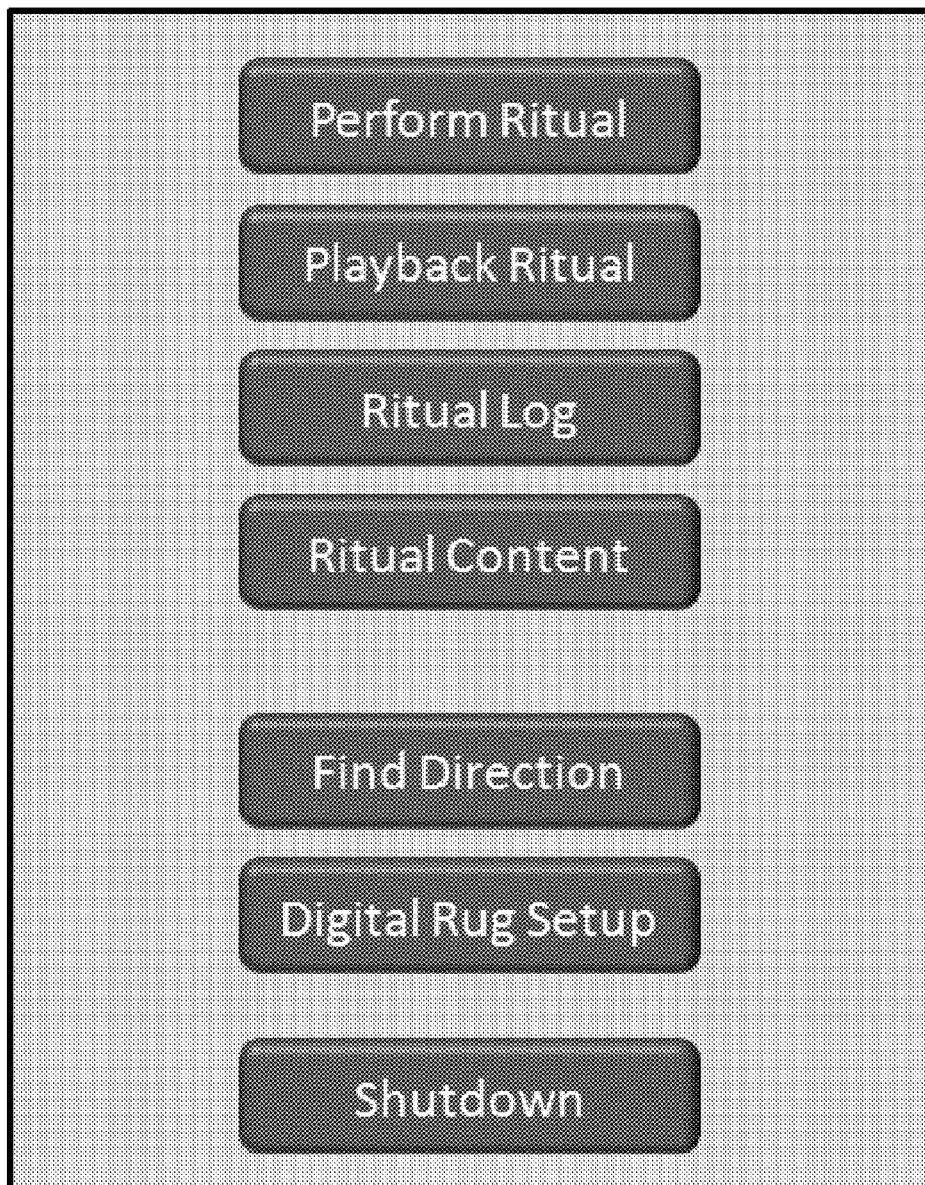 Perform Ritual
Playback Ritual
Ritual Log
Ritual Content
Find Direction
Digital Rug Setup
Shutdown